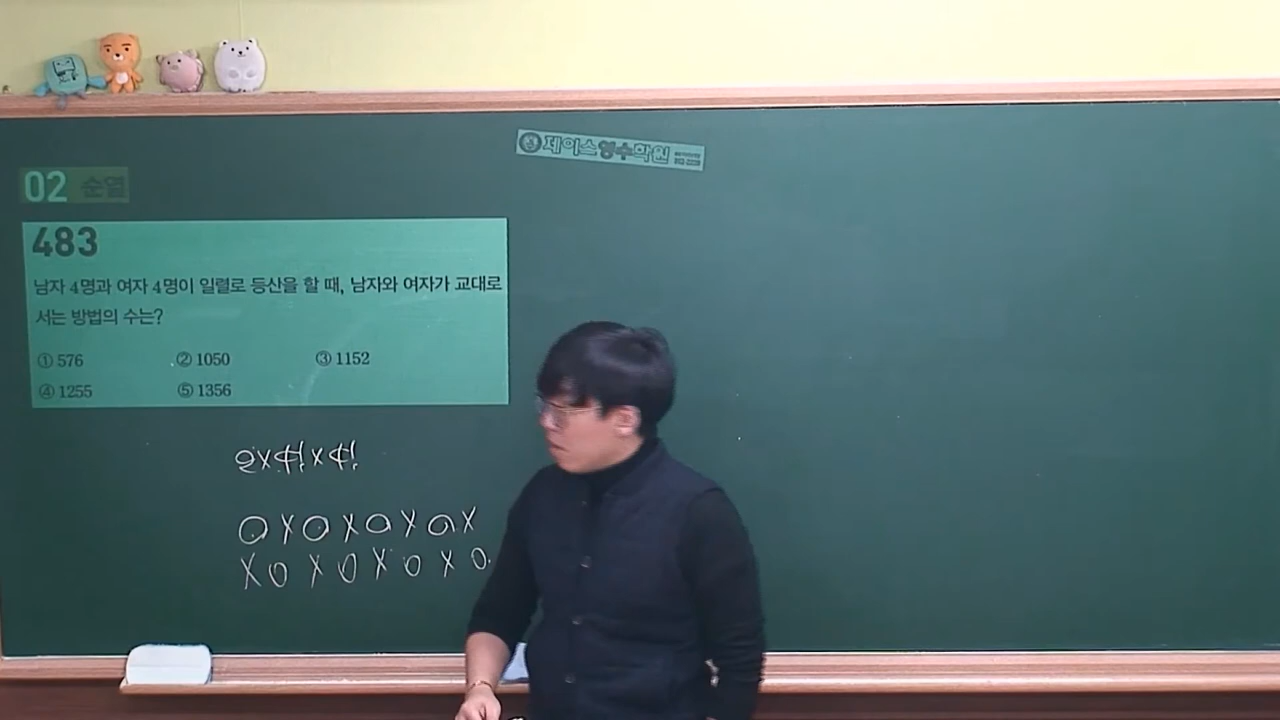 제이스영수학원
02 순열
483
남자 4명과 여자 4명이 일렬로 등산을 할 때, 남자와 여자가 교대로
서는 방법의 수는?
① 576 ② 1050 ③ 1152
④ 1255 ⑤ 1356
2×4!×4!
O X O X O X O X
X O X O X O X O